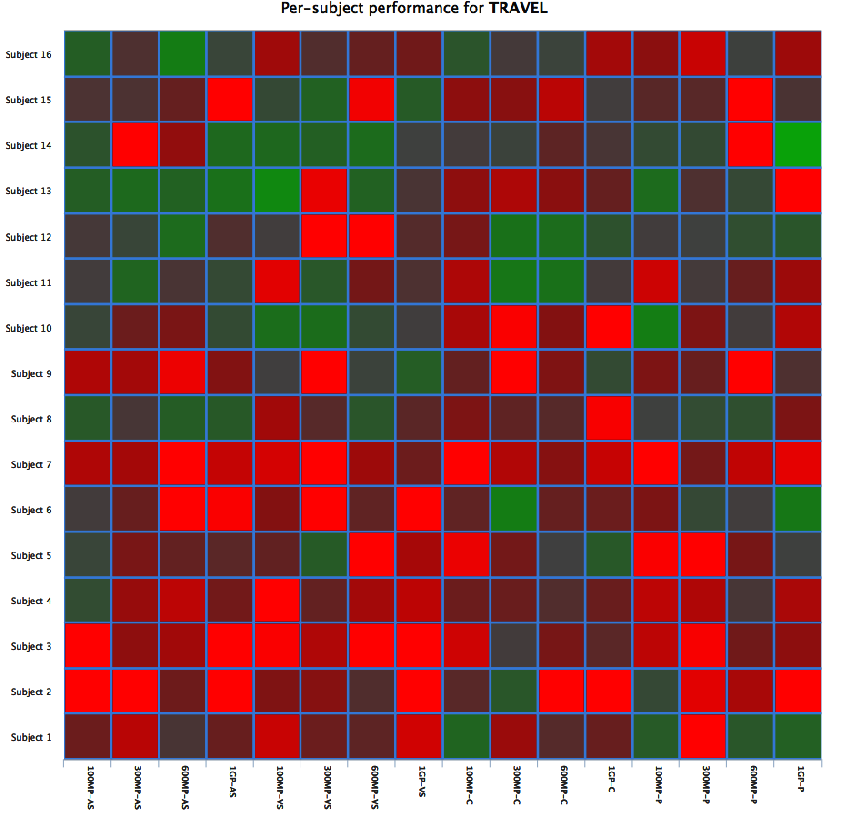 Per-subject performance for TRAVEL
Subject 16
Subject 15
Subject 14
Subject 13
Subject 12
Subject 11
Subject 10
Subject 9
Subject 8
Subject 7
Subject 6
Subject 5
Subject 4
Subject 3
Subject 2
Subject 1
100MP-AS
300MP-AS
600MP-AS
1GP-AS
100MP-VS
300MP-VS
600MP-VS
1GP-VS
100MP-C
300MP-C
600MP-C
1GP-C
100MP-P
300MP-P
600MP-P
1GP-P